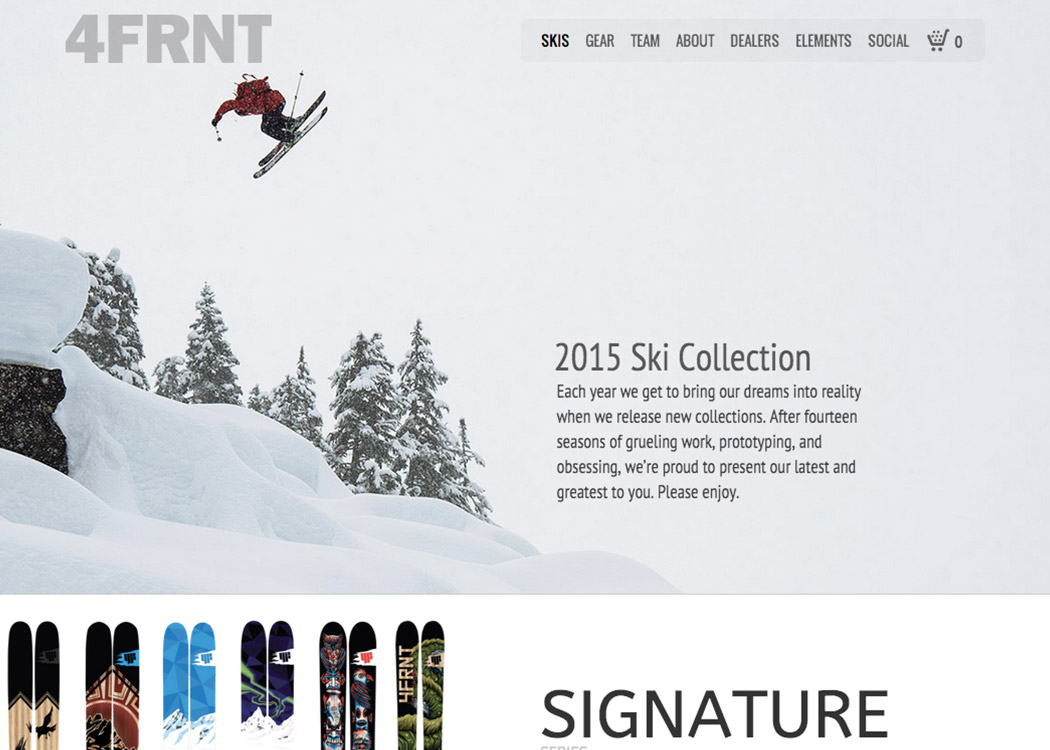 4FRNT
SKIS GEAR TEAM ABOUT DEALERS ELEMENTS SOCIAL 0
2015 Ski Collection
Each year we get to bring our dreams into reality
when we release new collections. After fourteen
seasons of grueling work, prototyping, and
obsessing, we're proud to present our latest and
greatest to you. Please enjoy.
4FRNT
SIGNATURE
SERIES